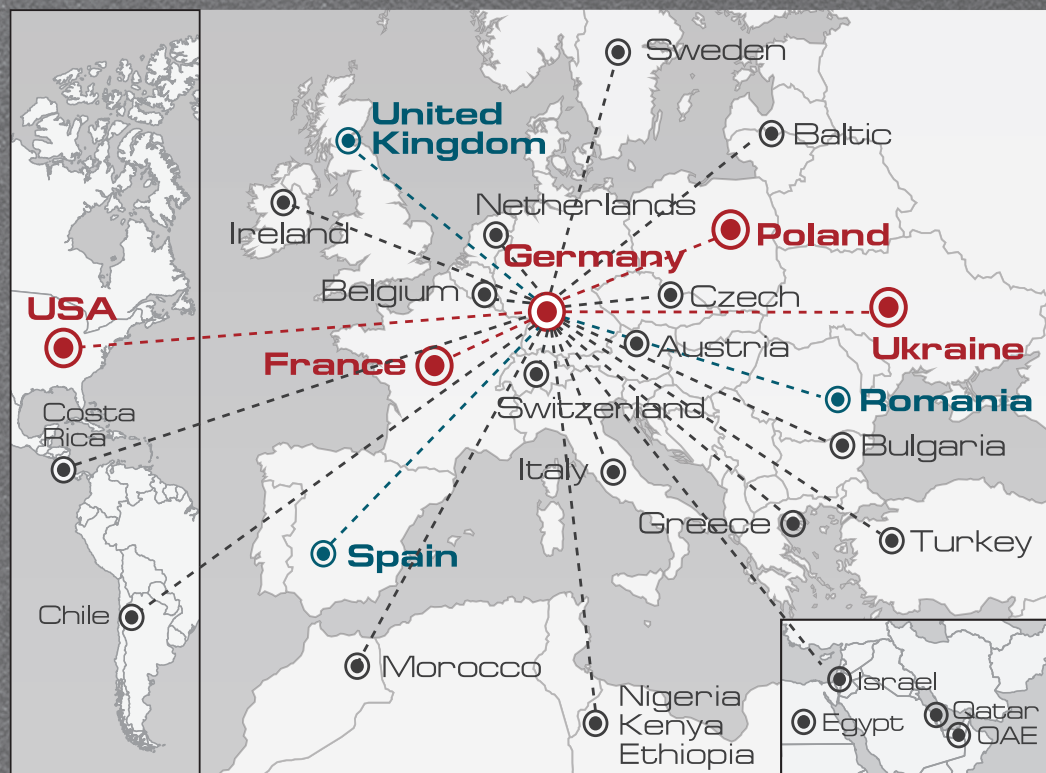 Sweden
United
Kingdom
Baltic
Netherlands
Ireland
Germany
Poland
Belgium
Czech
USA
Ukraine
Austria
France
Switzerland
Romania
Costa
Rica
Bulgaria
Italy
Greece
Turkey
Spain
Chile
Morocco
Nigeria
Kenya
Ethiopia
Israel
Qatar
Egypt
OAE